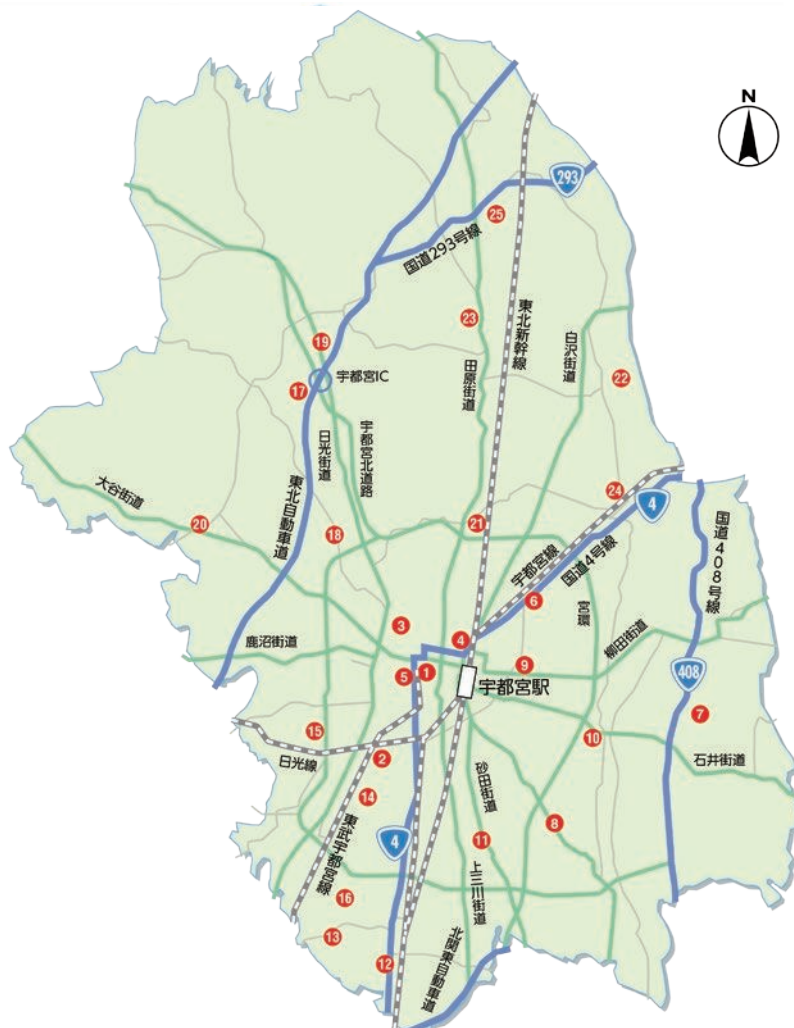 N
293
25
国道293号線
23
東北新幹線
白沢街道
19
宇都宮IC
17
田原街道
22
日光街道
宇都宮北道路
大谷街道
東北自動車道
20
18
21
24
4
宇都宮線
国道4号線
国道408号線
6
宮環
3
4
鹿沼街道
柳田街道
5
1
9
宇都宮駅
408
7
15
日光線
2
10
石井街道
14
砂田街道
8
東武宇都宮線
4
11
上三川街道
16
13
12
北関東自動車道